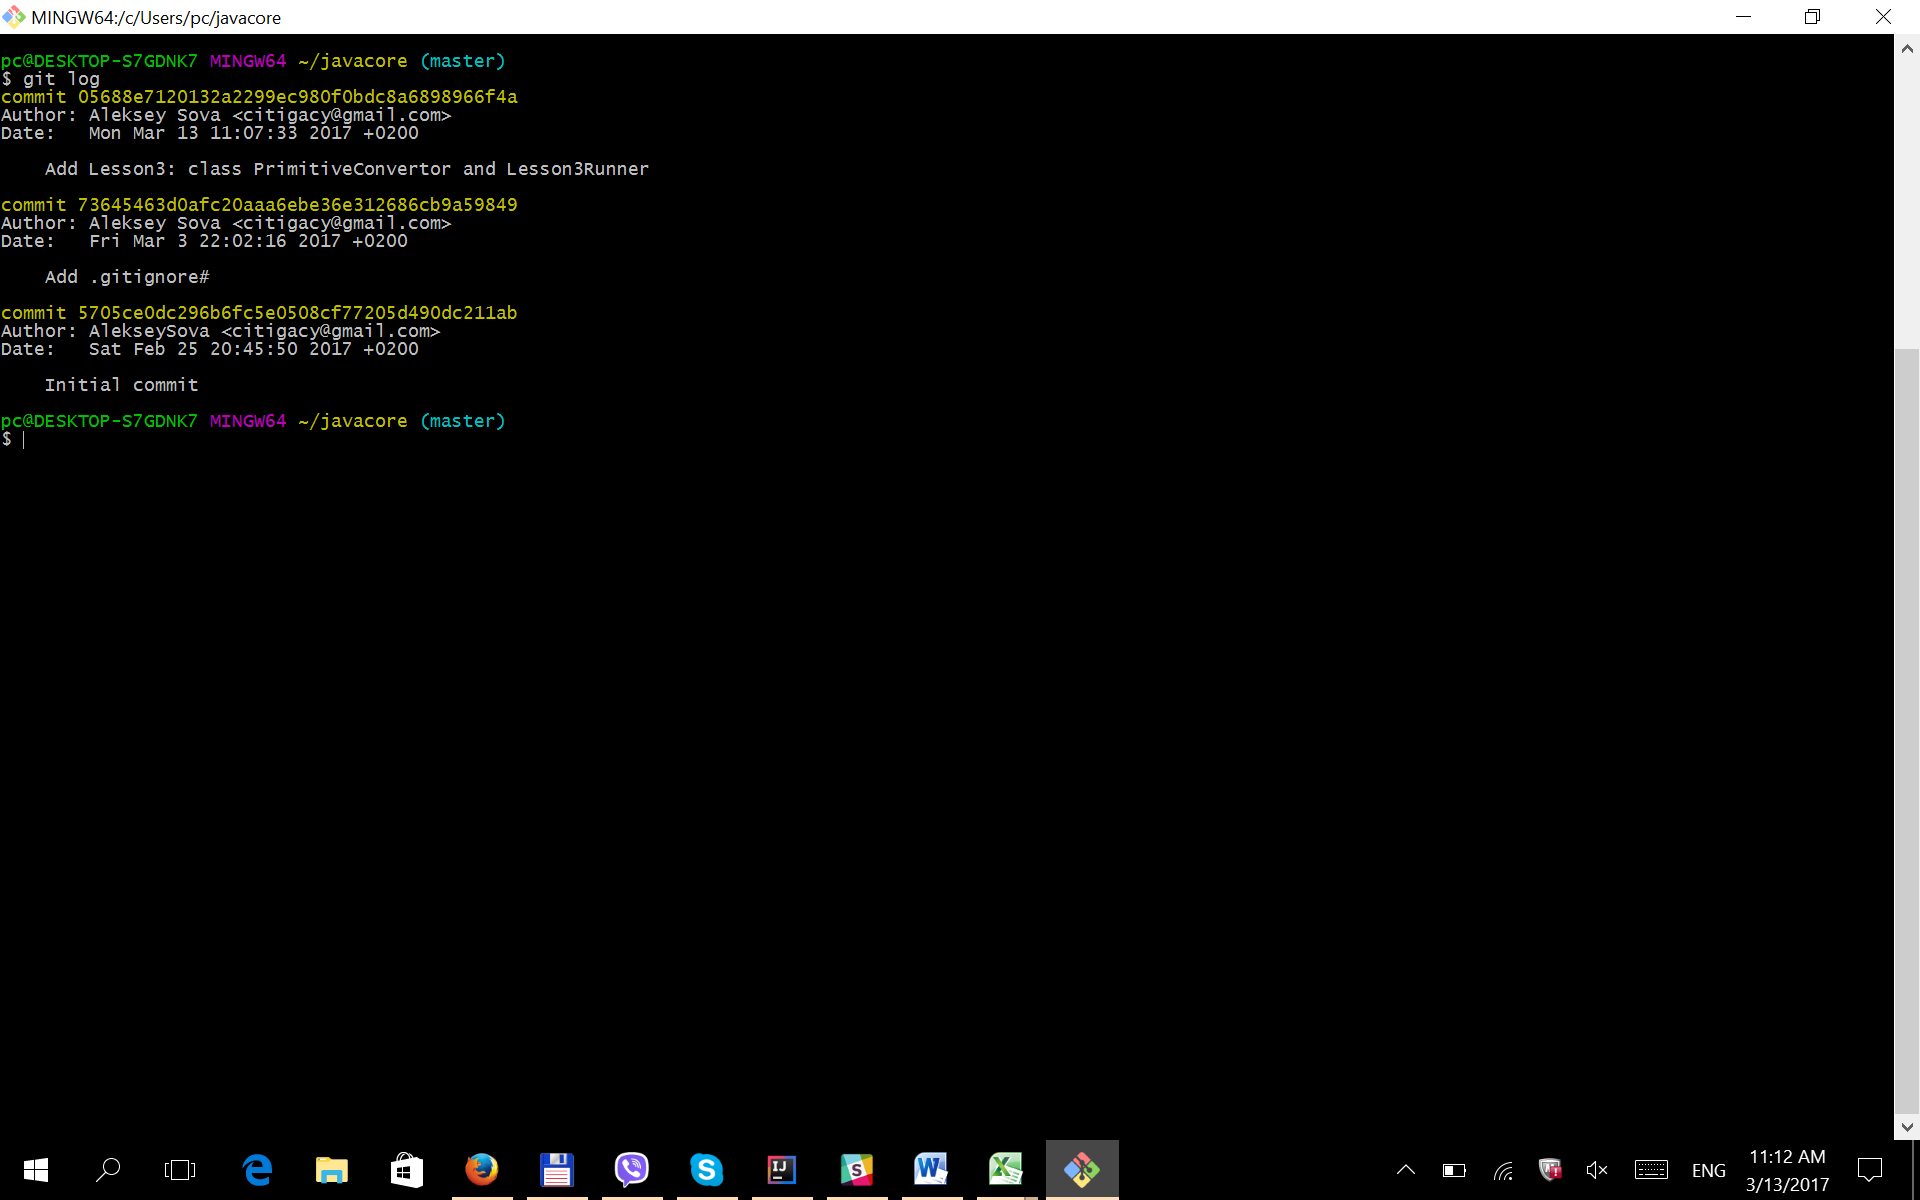 MINGW64:/c/Users/pc/javacore
pc@DESKTOP-S7GDNK7 MINGW64 ~/javacore (master)
$ git log
commit 05688e7120132a2299ec980f0bdc8a6898966f4a
Author: Aleksey Sova <citigacy@gmail.com>
Date:   Mon Mar 13 11:07:33 2017 +0200
    Add Lesson3: class PrimitiveConvertor and Lesson3Runner
commit 73645463d0afc20aaa6ebe36e312686cb9a59849
Author: Aleksey Sova <citigacy@gmail.com>
Date:   Fri Mar 3 22:02:16 2017 +0200
    Add .gitignore#
commit 5705ce0dc296b6fc5e0508cf77205d490dc211ab
Author: AlekseySova <citigacy@gmail.com>
Date:   Sat Feb 25 20:45:50 2017 +0200
    Initial commit
pc@DESKTOP-S7GDNK7 MINGW64 ~/javacore (master)
$
ENG
11:12 AM
3/13/2017